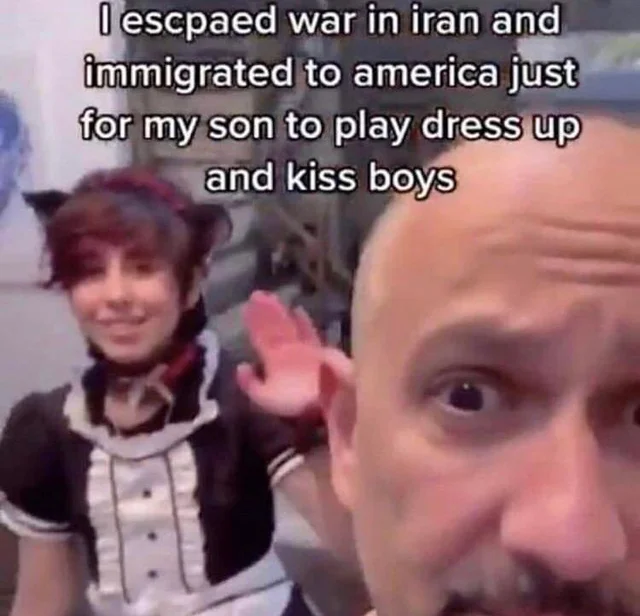 I escpaed war in iran and
immigrated to america just
for my son to play dress up
and kiss boys